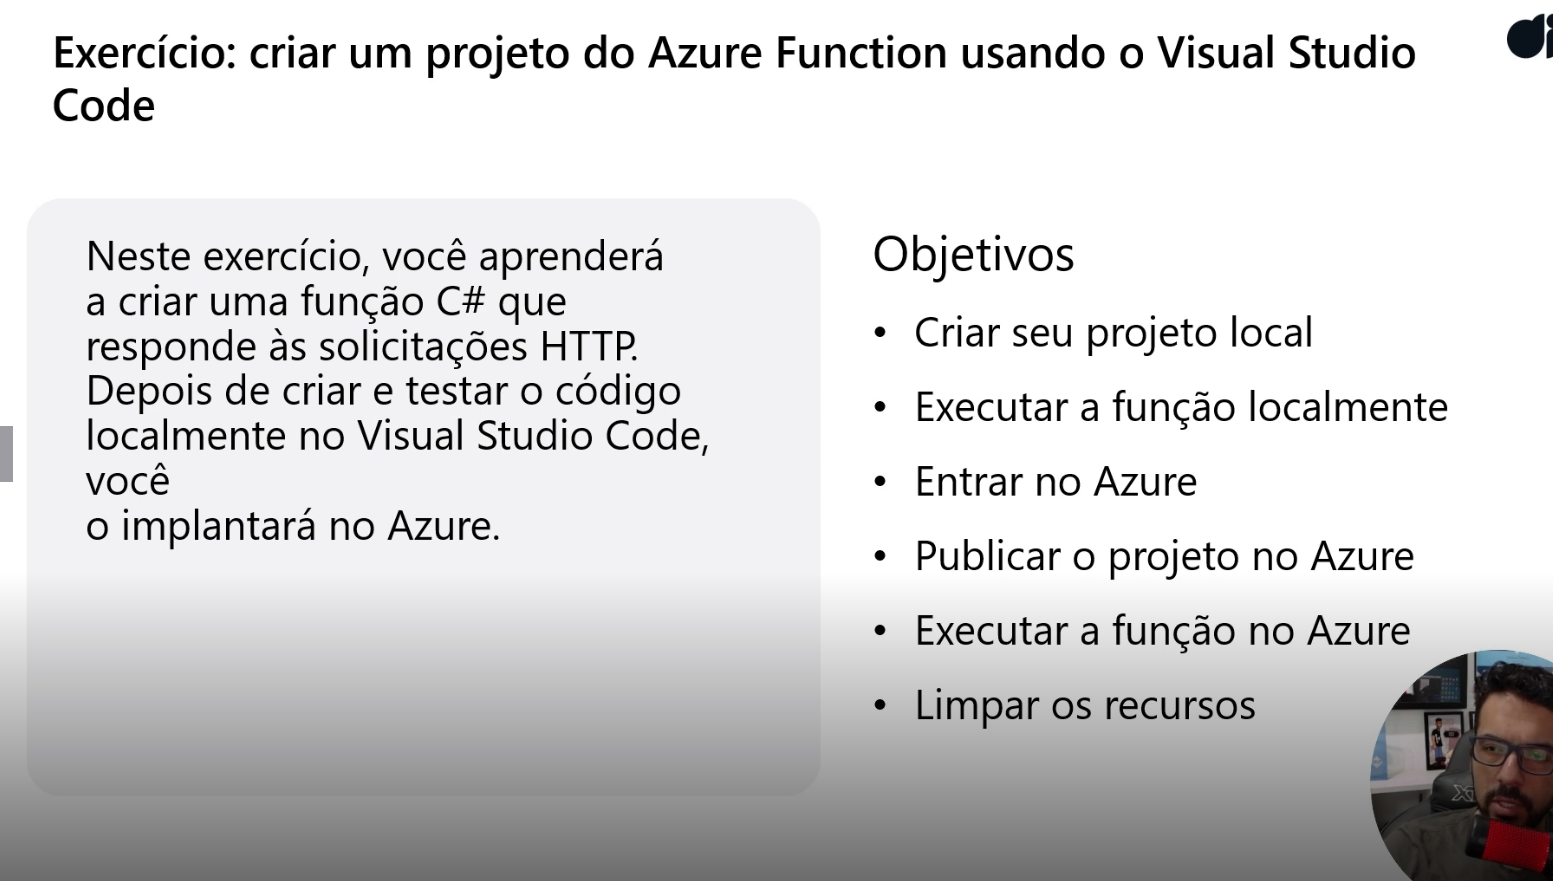 Exercício: criar um projeto do Azure Function usando o Visual Studio
Code
Neste exercício, você aprenderá
a criar uma função C# que
responde às solicitações HTTP.
Depois de criar e testar o código
localmente no Visual Studio Code,
você
o implantará no Azure.
Objetivos
• Criar seu projeto local
• Executar a função localmente
• Entrar no Azure
• Publicar o projeto no Azure
• Executar a função no Azure
• Limpar os recursos